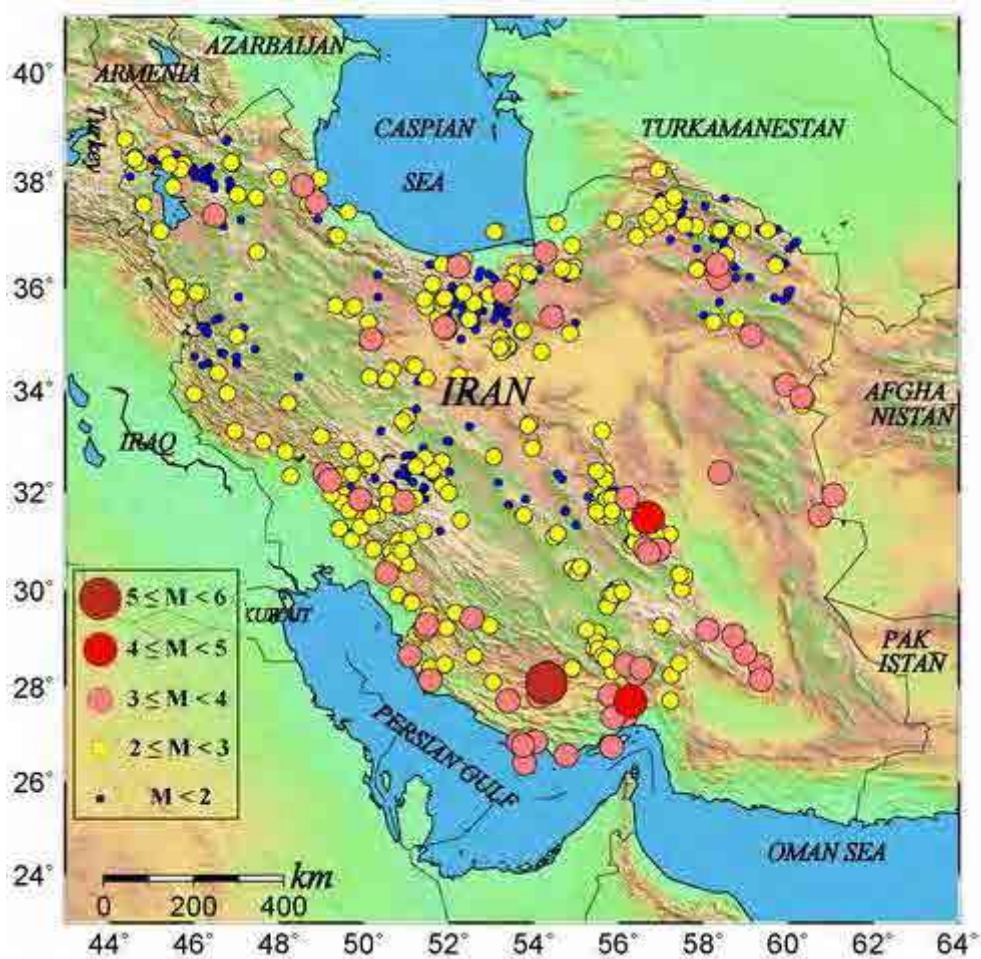 AZARBAIJAN
40°
ARMENIA
Turkey
CASPIAN
SEA
TURKAMANESTAN
38°
36°
34°
IRAN
AFGHA
NISTAN
IRAQ
32°
30°
5 ≤ M < 6
KUWAIT
4 ≤ M < 5
PAK
ISTAN
28°
3 ≤ M < 4
PERSIAN GULF
2 ≤ M < 3
26°
M < 2
OMAN SEA
24°
km
0 200 400
44° 46° 48° 50° 52° 54° 56° 58° 60° 62° 64°